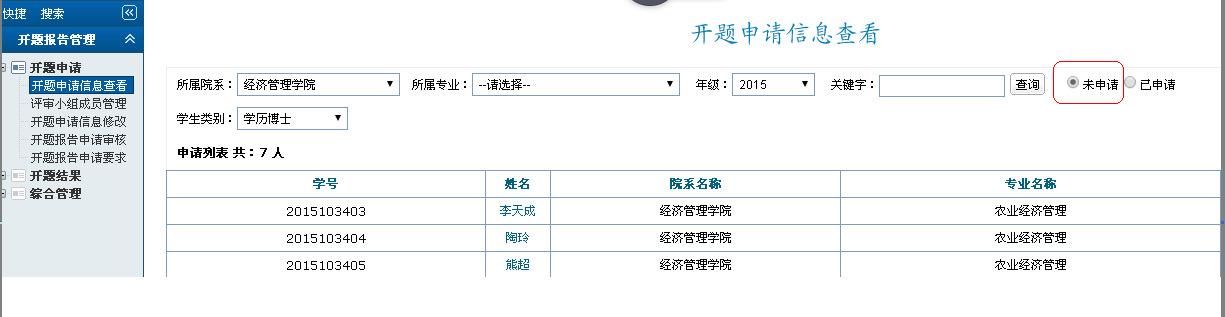 快捷 搜索
开题报告管理
开题申请
开题申请信息查看
评审小组成员管理
开题申请信息修改
开题报告申请审核
开题报告申请要求
开题结果
综合管理
开题申请信息查看
所属院系：经济管理学院 所属专业：--请选择-- 年级：2015 关键字： 查询 未申请 已申请
学生类别：学历博士
申请列表 共：7 人
学号 姓名 院系名称 专业名称
2015103403 李天成 经济管理学院 农业经济管理
2015103404 陶玲 经济管理学院 农业经济管理
2015103405 熊超 经济管理学院 农业经济管理